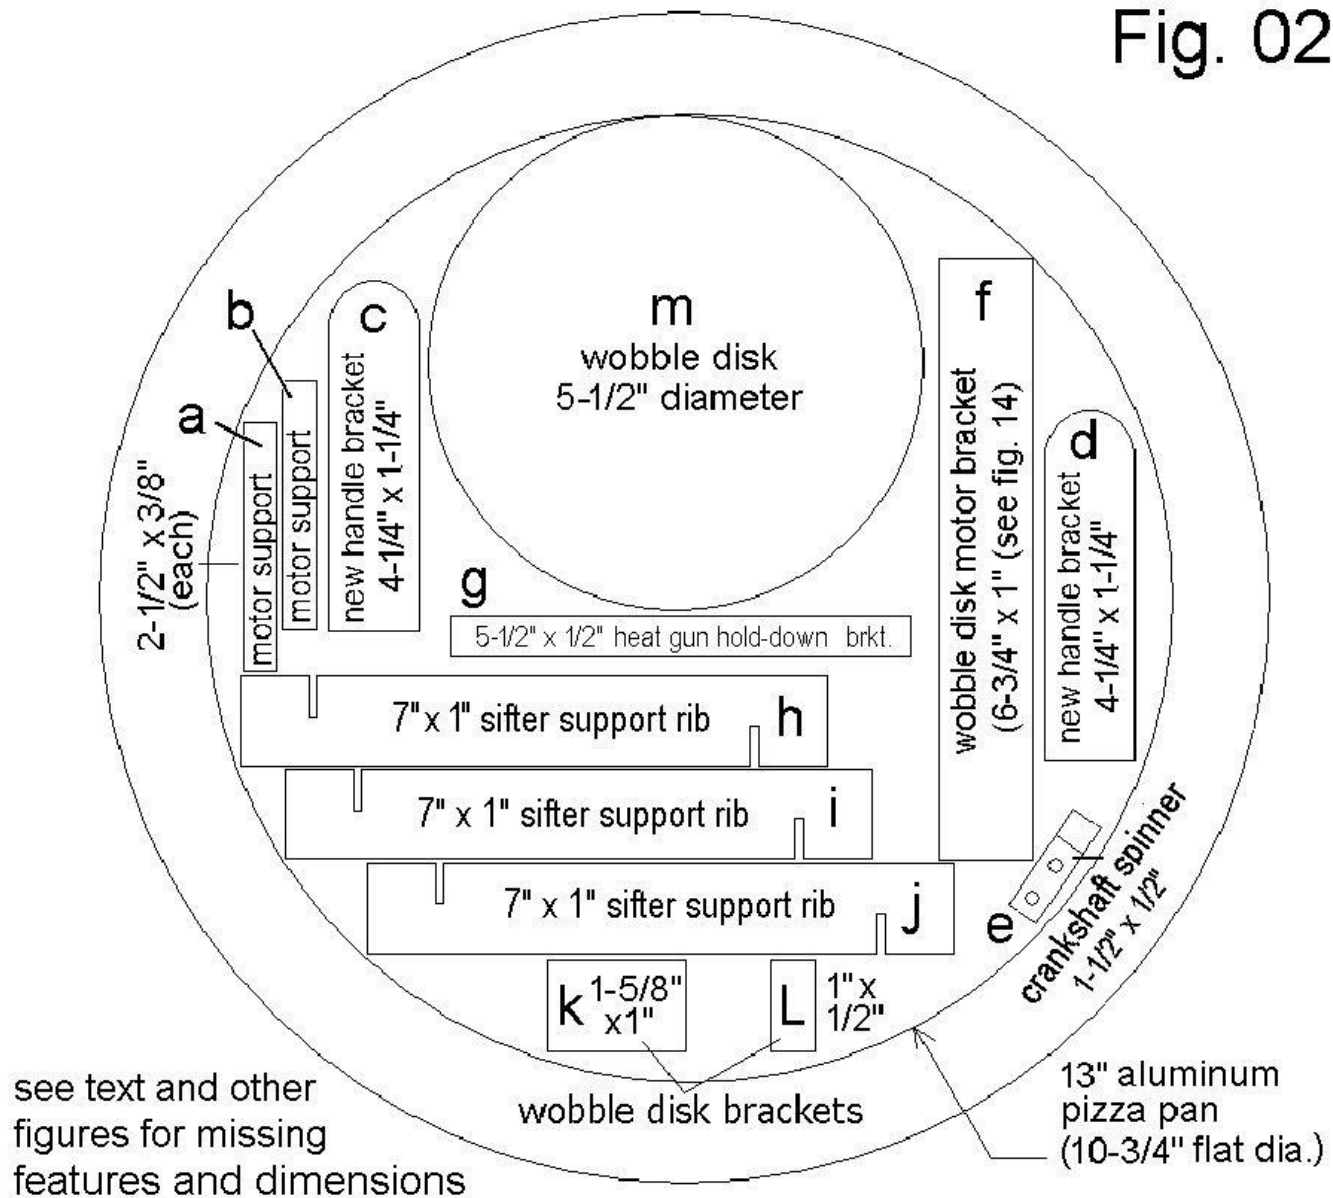 Fig. 02
m
wobble disk
5-1/2" diameter
a
motor support
2-1/2" x 3/8"
(each)
b
motor support
c
new handle bracket
4-1/4" x 1-1/4"
f
wobble disk motor bracket
(6-3/4" x 1" (see fig. 14)
d
new handle bracket
4-1/4" x 1-1/4"
g
5-1/2" x 1/2" heat gun hold-down brkt.
7" x 1" sifter support rib h
7" x 1" sifter support rib i
7" x 1" sifter support rib j
e
crankshaft spinner
1-1/2" x 1/2"
k 1-5/8"
x1"
L 1" x
1/2"
wobble disk brackets
13" aluminum
pizza pan
(10-3/4" flat dia.)
see text and other
figures for missing
features and dimensions